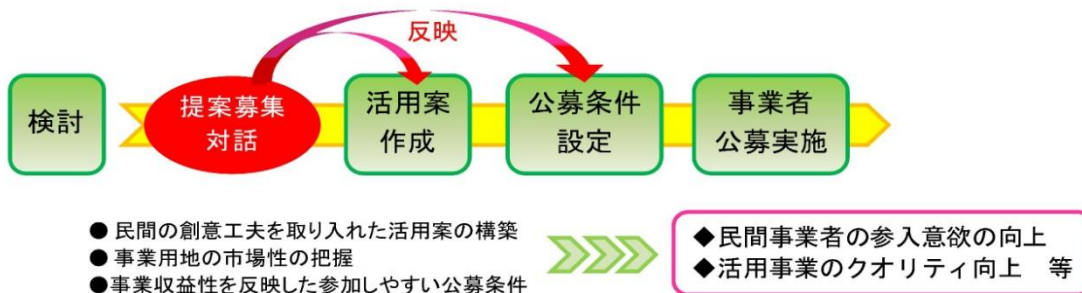 反映
検討
提案募集
対話
活用案
作成
公募条件
設定
事業者
公募実施
● 民間の創意工夫を取り入れた活用案の構築
● 事業用地の市場性の把握
●事業収益性を反映した参加しやすい公募条件
◆民間事業者の参入意欲の向上
◆活用事業のクオリティ向上　等